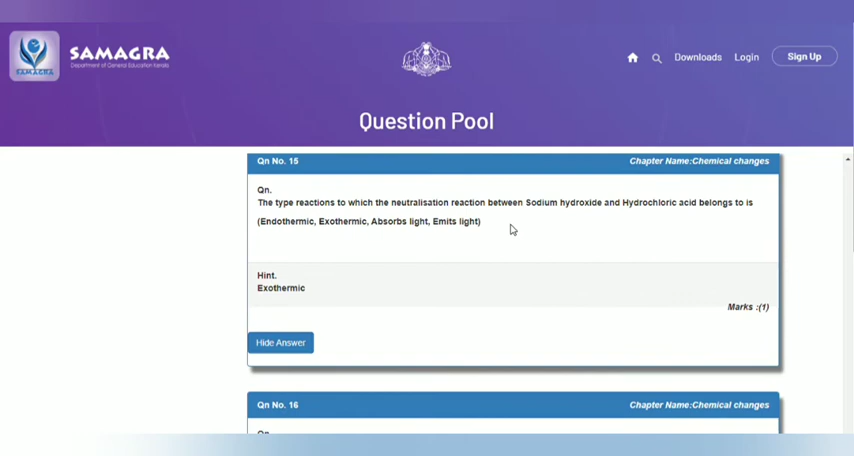 SAMAGRA
Department of General Education Kerala
SAMAGRA
Downloads
Login
Sign Up
Question Pool
Qn No. 15
Chapter Name:Chemical changes
Qn.
The type reactions to which the neutralisation reaction between Sodium hydroxide and Hydrochloric acid belongs to is
(Endothermic, Exothermic, Absorbs light, Emits light)
Hint.
Exothermic
Marks :(1)
Hide Answer
Qn No. 16
Chapter Name:Chemical changes
Qn.